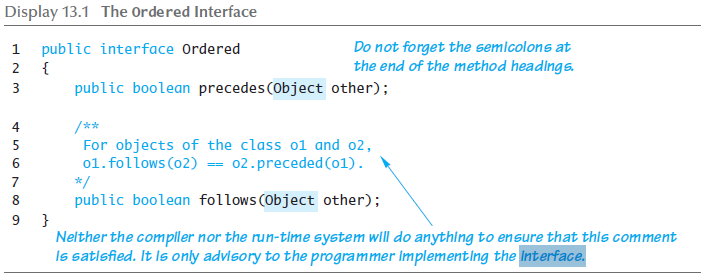 Display 13.1 The Ordered Interface
1 public interface Ordered
Do not forget the semicolons at
the end of the method headings.
2 {
3 public boolean precedes(Object other);
4 /**
5 For objects of the class o1 and o2,
6 o1.follows(o2) == o2.preceded(o1).
7 */
8 public boolean follows(Object other);
9 }
Neither the compiler nor the run-time system will do anything to ensure that this comment
is satisfied. It is only advisory to the programmer implementing the interface.